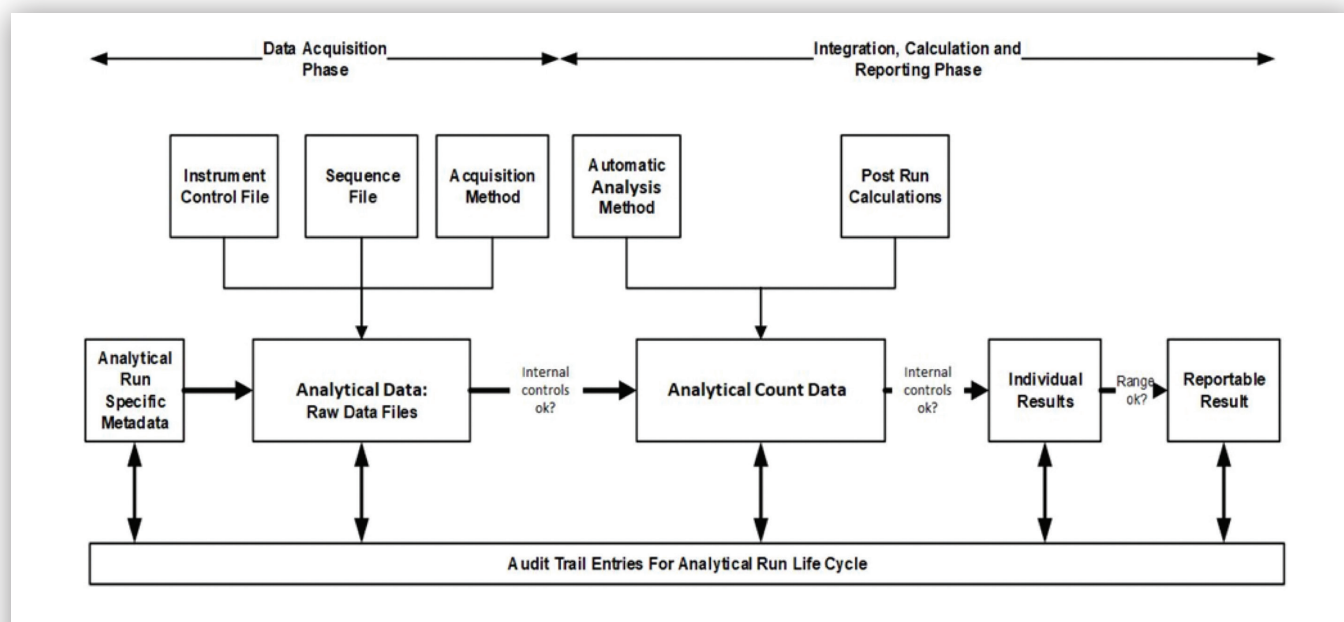 Data Acquisition
Phase
Integration, Calculation and
Reporting Phase
Instrument
Control File
Sequence
File
Acquisition
Method
Automatic
Analysis
Method
Post Run
Calculations
Analytical
Run
Specific
Metadata
Analytical Data:
Raw Data Files
Internal
controls
ok?
Analytical Count Data
Internal
controls
ok?
Individual
Results
Range
ok?
Reportable
Result
Audit Trail Entries For Analytical Run Life Cycle